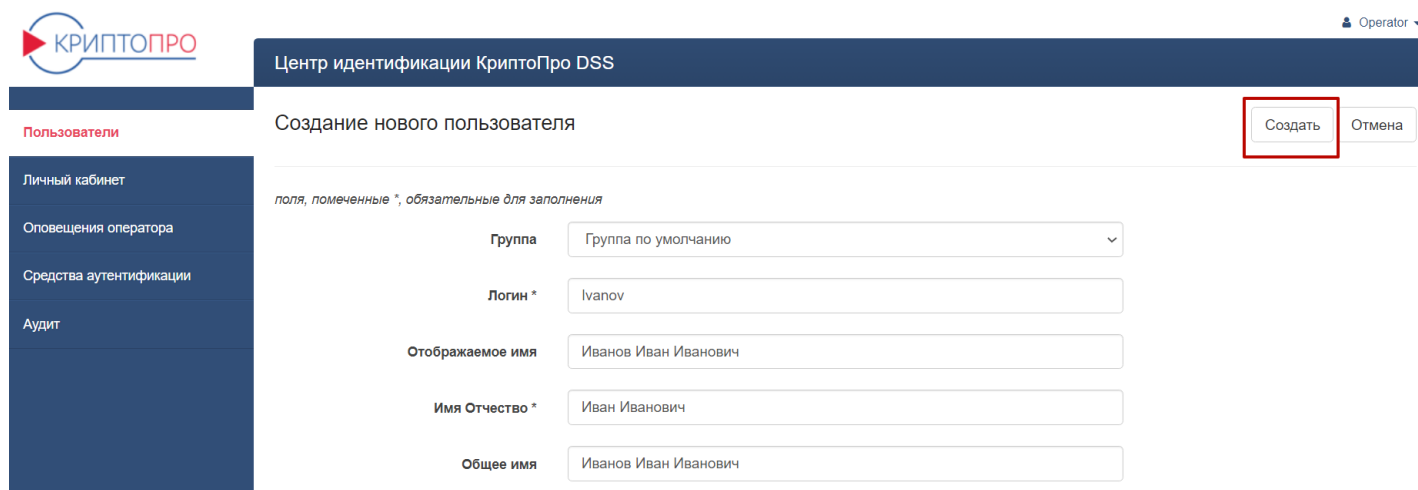 КРИПТОПРО
Operator
Центр идентификации КриптоПро DSS
Пользователи
Личный кабинет
Оповещения оператора
Средства аутентификации
Аудит
Создание нового пользователя
Создать
Отмена
поля, помеченные *, обязательные для заполнения
Группа
Группа по умолчанию
Логин *
Ivanov
Отображаемое имя
Иванов Иван Иванович
Имя Отчество *
Иван Иванович
Общее имя
Иванов Иван Иванович